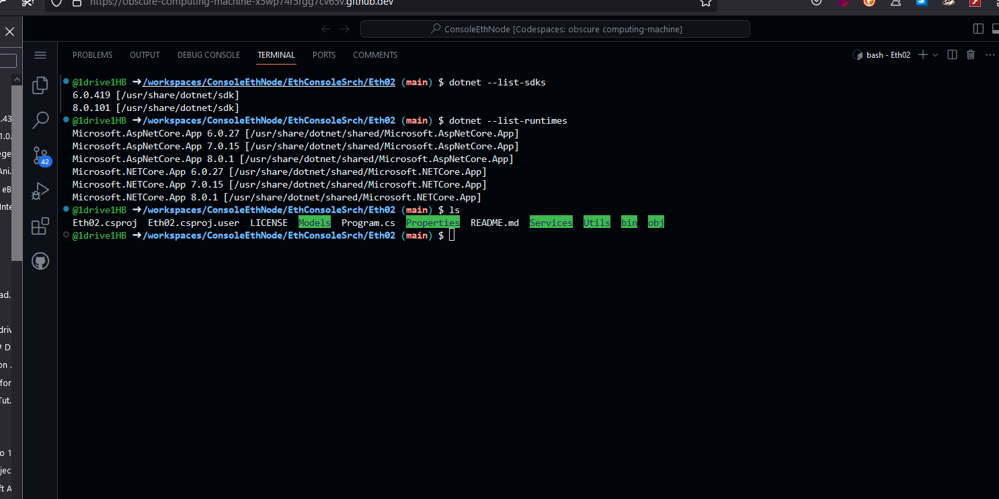 .github.dev
ConsoleEthNode [Codespaces: obscure computing-machine]
PROBLEMS OUTPUT DEBUG CONSOLE TERMINAL PORTS COMMENTS
bash - Eth02
@1drive1HB ➜/workspaces/ConsoleEthNode/EthConsoleSrch/Eth02 (main) $ dotnet --list-sdks
6.0.419 [/usr/share/dotnet/sdk]
8.0.101 [/usr/share/dotnet/sdk]
@1drive1HB ➜/workspaces/ConsoleEthNode/EthConsoleSrch/Eth02 (main) $ dotnet --list-runtimes
Microsoft.AspNetCore.App 6.0.27 [/usr/share/dotnet/shared/Microsoft.AspNetCore.App]
Microsoft.AspNetCore.App 7.0.15 [/usr/share/dotnet/shared/Microsoft.AspNetCore.App]
Microsoft.AspNetCore.App 8.0.1 [/usr/share/dotnet/shared/Microsoft.AspNetCore.App]
Microsoft.NETCore.App 6.0.27 [/usr/share/dotnet/shared/Microsoft.NETCore.App]
Microsoft.NETCore.App 7.0.15 [/usr/share/dotnet/shared/Microsoft.NETCore.App]
Microsoft.NETCore.App 8.0.1 [/usr/share/dotnet/shared/Microsoft.NETCore.App]
@1drive1HB ➜/workspaces/ConsoleEthNode/EthConsoleSrch/Eth02 (main) $ ls
Eth02.csproj Eth02.csproj.user LICENSE Models Program.cs Properties README.md Services Utils bin obj
@1drive1HB ➜/workspaces/ConsoleEthNode/EthConsoleSrch/Eth02 (main) $
42
.43
1.0.
ege
Ani.
eB
Inte
ad.
driv
* D
on .
for
Tut.
o 1
jec
ft A